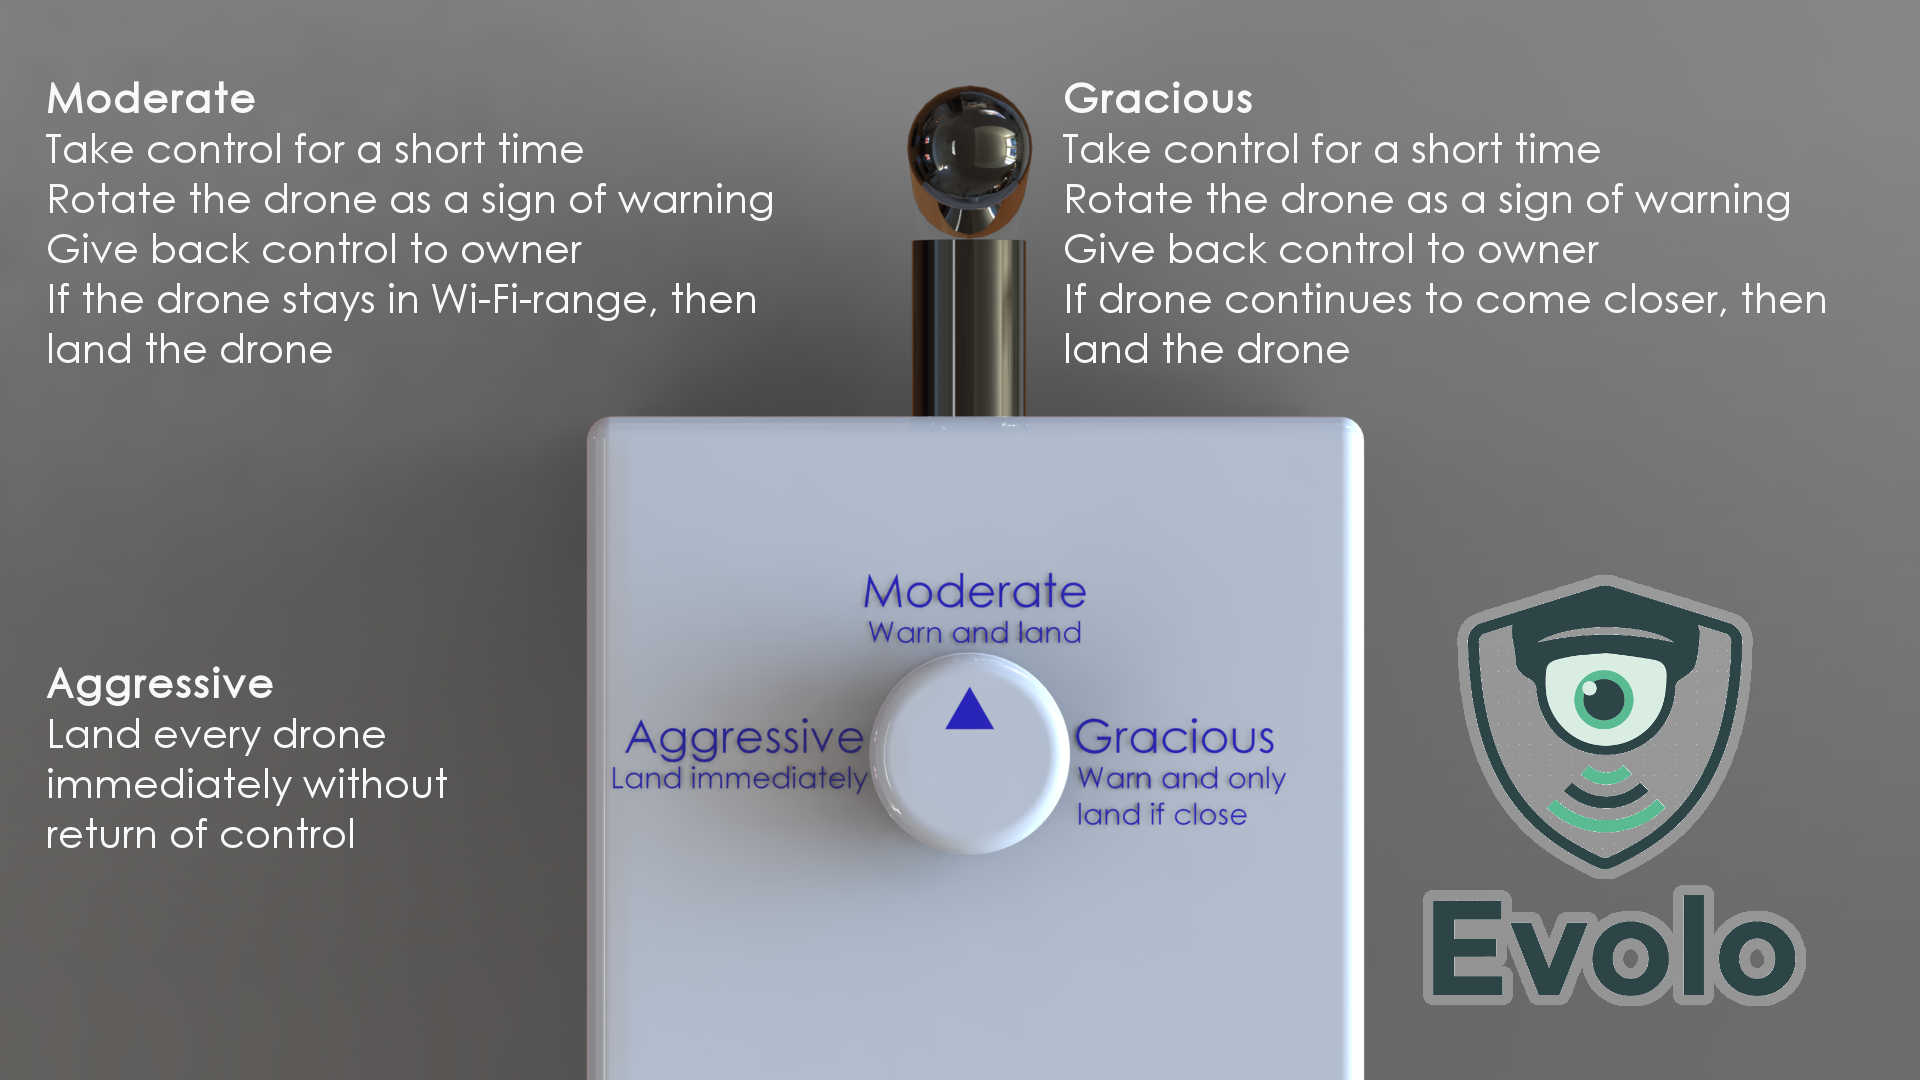 Moderate
Take control for a short time
Rotate the drone as a sign of warning
Give back control to owner
If the drone stays in Wi-Fi-range, then
land the drone
Gracious
Take control for a short time
Rotate the drone as a sign of warning
Give back control to owner
If drone continues to come closer, then
land the drone
Aggressive
Land every drone
immediately without
return of control
Moderate
Warn and land
Aggressive
Land immediately
Gracious
Warn and only
land if close
Evolo